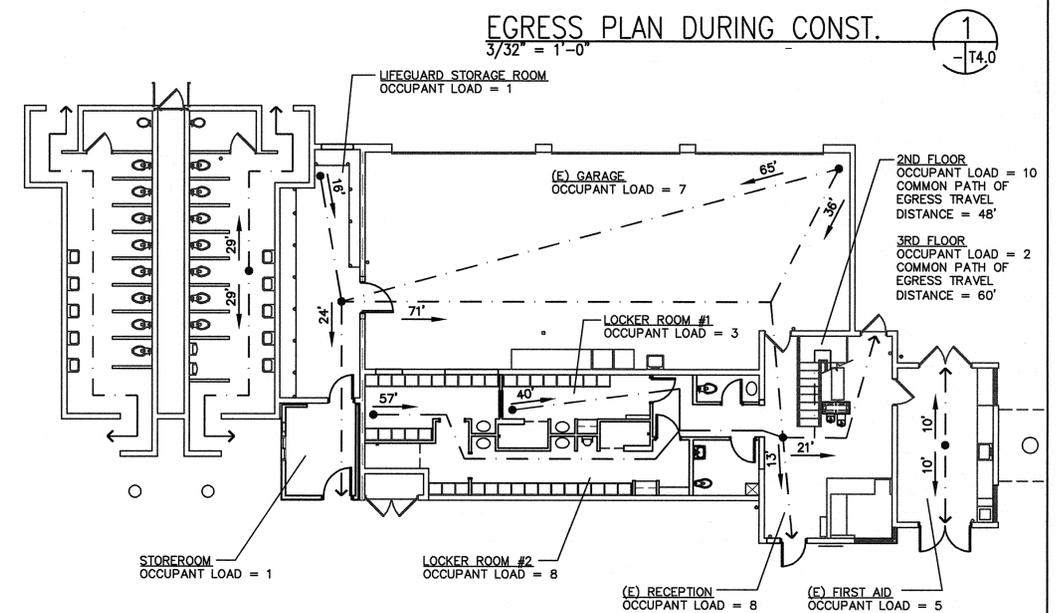 EGRESS PLAN DURING CONST.
3/32" = 1'-0"
1
- T4.0
LIFEGUARD STORAGE ROOM
OCCUPANT LOAD = 1
(E) GARAGE
OCCUPANT LOAD = 7
2ND FLOOR
OCCUPANT LOAD = 10
COMMON PATH OF
EGRESS TRAVEL
DISTANCE = 48'
3RD FLOOR
OCCUPANT LOAD = 2
COMMON PATH OF
EGRESS TRAVEL
DISTANCE = 60'
16'
65'
36'
29'
29'
24'
71'
LOCKER ROOM #1
OCCUPANT LOAD = 3
57'
40'
13'
21'
10'
10'
STOREROOM
OCCUPANT LOAD = 1
LOCKER ROOM #2
OCCUPANT LOAD = 8
(E) RECEPTION
OCCUPANT LOAD = 8
(E) FIRST AID
OCCUPANT LOAD = 5